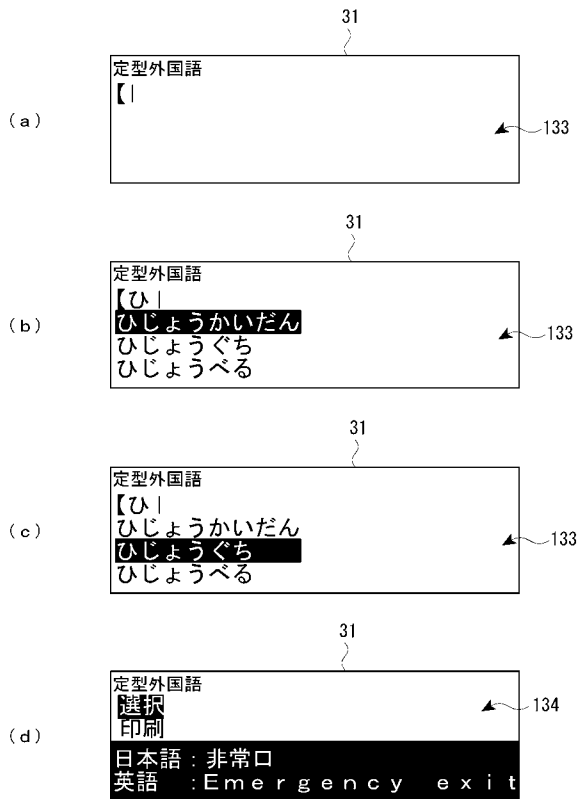 31
定型外国語
【|
(a)
133
31
定型外国語
【ひ|
ひじょうかいだん
ひじょうぐち
ひじょうべる
(b)
133
31
定型外国語
【ひ|
ひじょうかいだん
ひじょうぐち
ひじょうべる
(c)
133
31
定型外国語
選択
印刷
134
(d)
日本語:非常口
英語 :Emergency exit